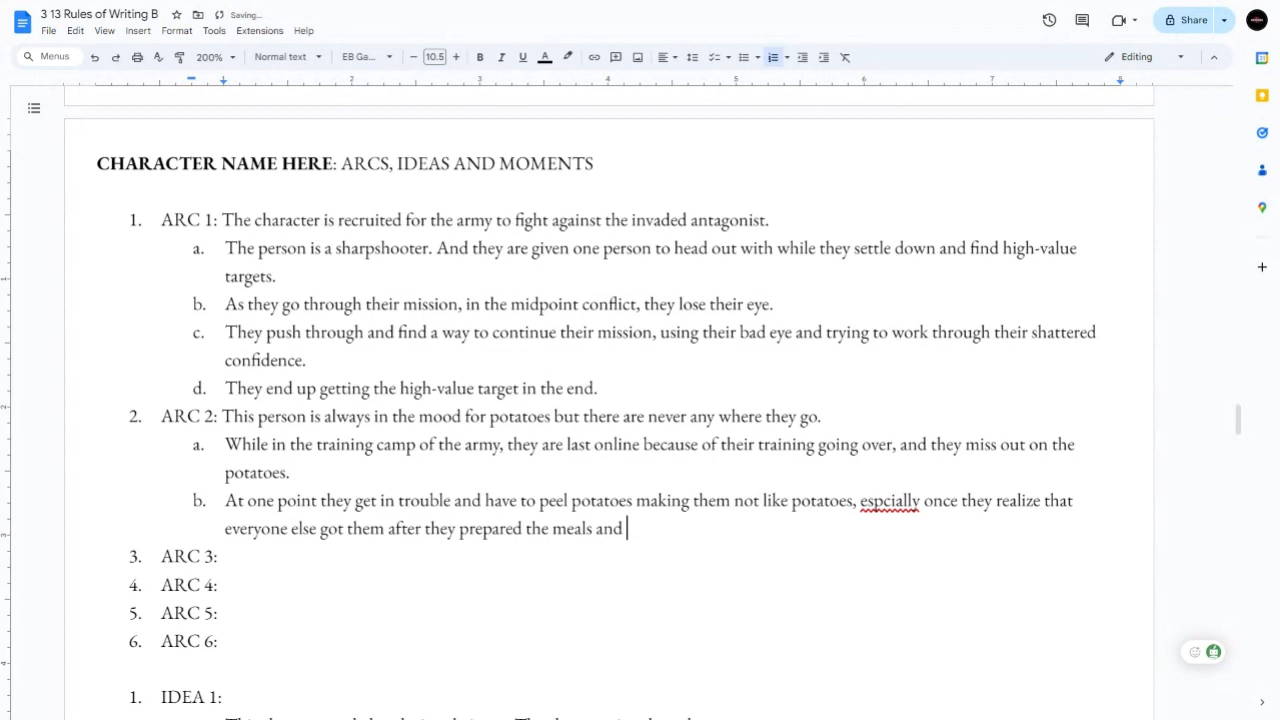 3 13 Rules of Writing B Saving...
File Edit View Insert Format Tools Extensions Help
Share
Menus 200% Normal text EB Ga... 10.5 Editing
2 3 4 5 6 7 8
CHARACTER NAME HERE: ARCS, IDEAS AND MOMENTS
1. ARC 1: The character is recruited for the army to fight against the invaded antagonist.
a. The person is a sharpshooter. And they are given one person to head out with while they settle down and find high-value
targets.
b. As they go through their mission, in the midpoint conflict, they lose their eye.
c. They push through and find a way to continue their mission, using their bad eye and trying to work through their shattered
confidence.
d. They end up getting the high-value target in the end.
2. ARC 2: This person is always in the mood for potatoes but there are never any where they go.
a. While in the training camp of the army, they are last online because of their training going over, and they miss out on the
potatoes.
b. At one point they get in trouble and have to peel potatoes making them not like potatoes, espcially once they realize that
everyone else got them after they prepared the meals and
3. ARC 3:
4. ARC 4:
5. ARC 5:
6. ARC 6:
1. IDEA 1: